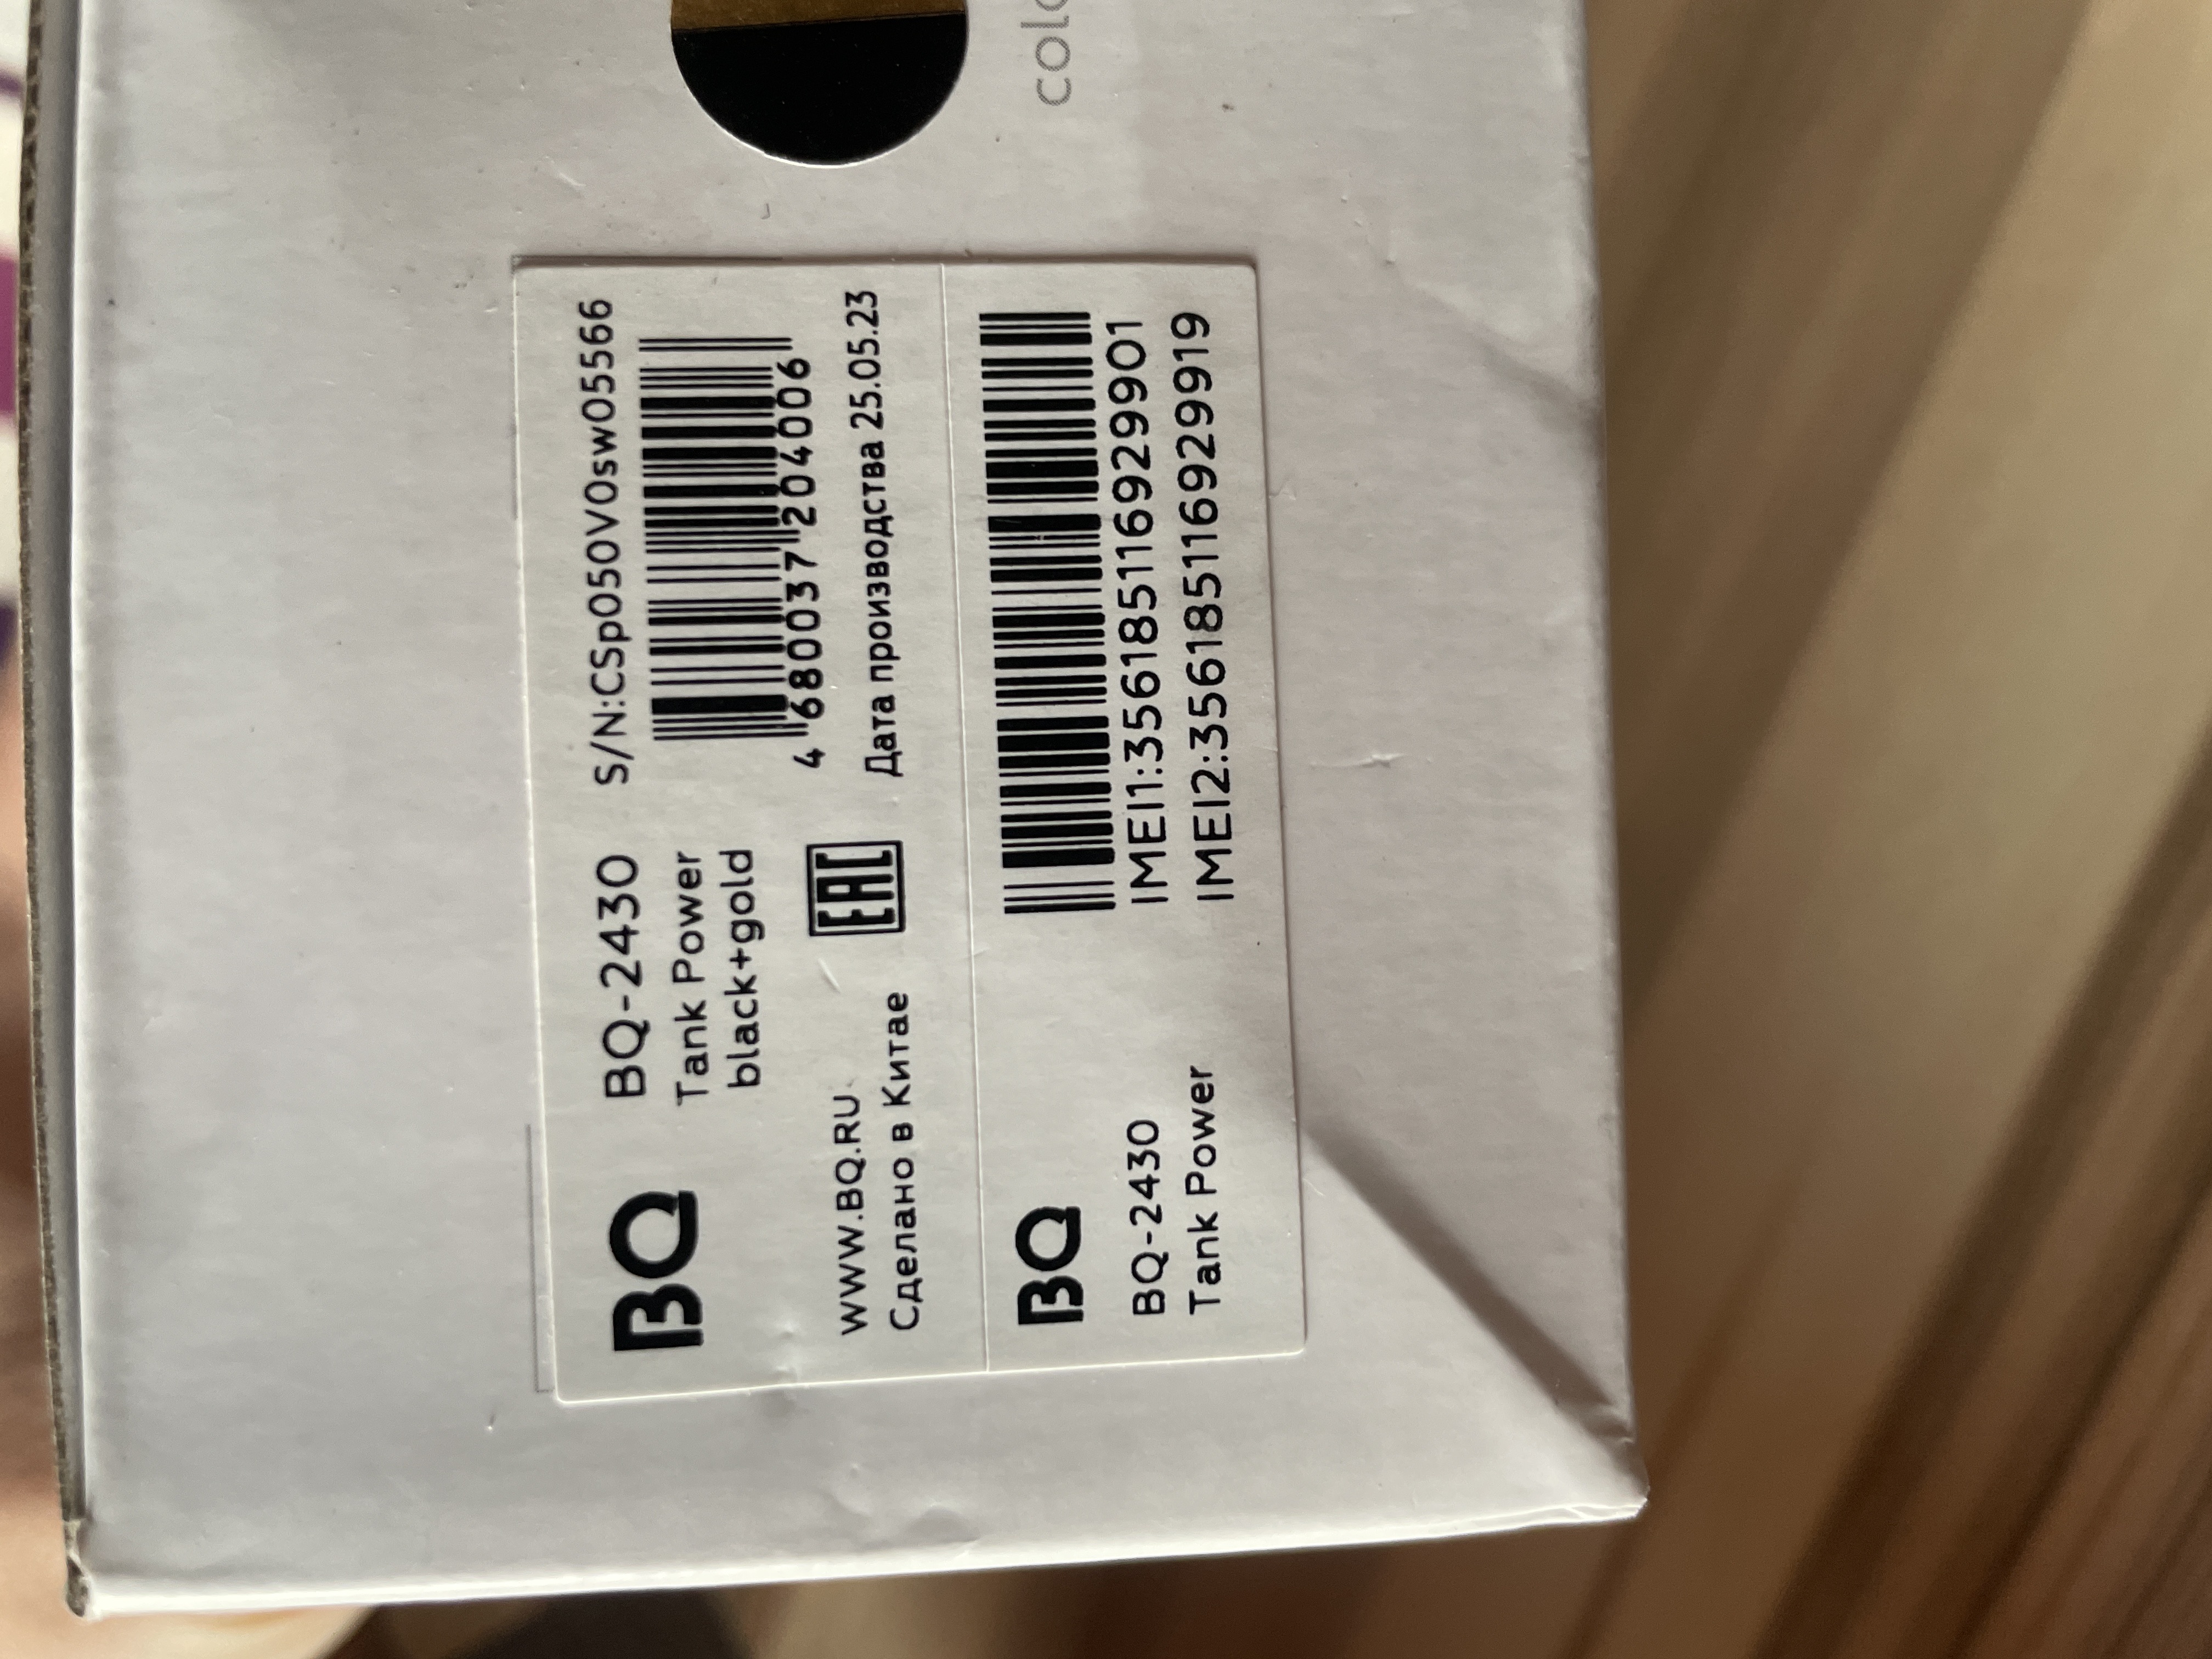 BQ
BQ-2430
Tank Power
black+gold
S/N:CSp050V0sw05566
4 680037 204006
WWW.BQ.RU
Сделано в Китае
EAC
Дата производства 25.05.23
BQ
BQ-2430
Tank Power
IMEI1:356185116929901
IMEI2:356185116929919